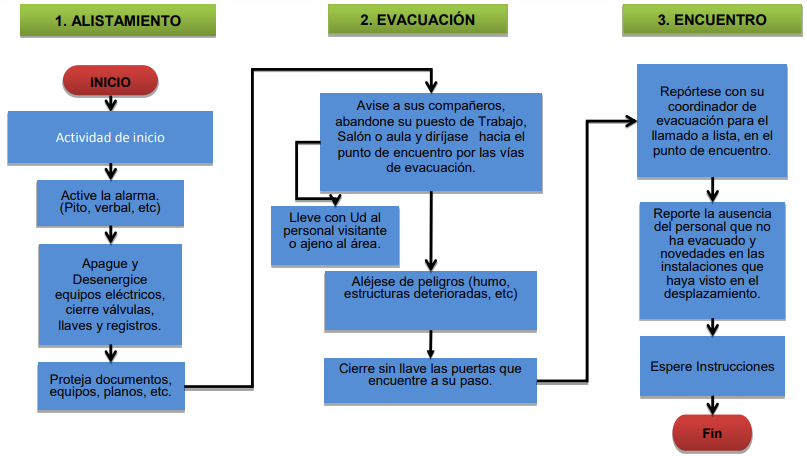 1. ALISTAMIENTO
INICIO
Actividad de inicio
Active la alarma.
(Pito, verbal, etc)
Apague y
Desenergice
equipos eléctricos,
cierre válvulas,
llaves y registros.
Proteja documentos,
equipos, planos, etc.
2. EVACUACIÓN
Avise a sus compañeros,
abandone su puesto de Trabajo,
Salón o aula y diríjase hacia el
punto de encuentro por las vías
de evacuación.
Lleve con Ud al
personal visitante
o ajeno al área.
Aléjese de peligros (humo,
estructuras deterioradas, etc)
Cierre sin llave las puertas que
encuentre a su paso.
3. ENCUENTRO
Repórtese con su
coordinador de
evacuación para el
llamado a lista, en el
punto de encuentro.
Reporte la ausencia
del personal que no
ha evacuado y
novedades en las
instalaciones que
haya visto en el
desplazamiento.
Espere Instrucciones
Fin